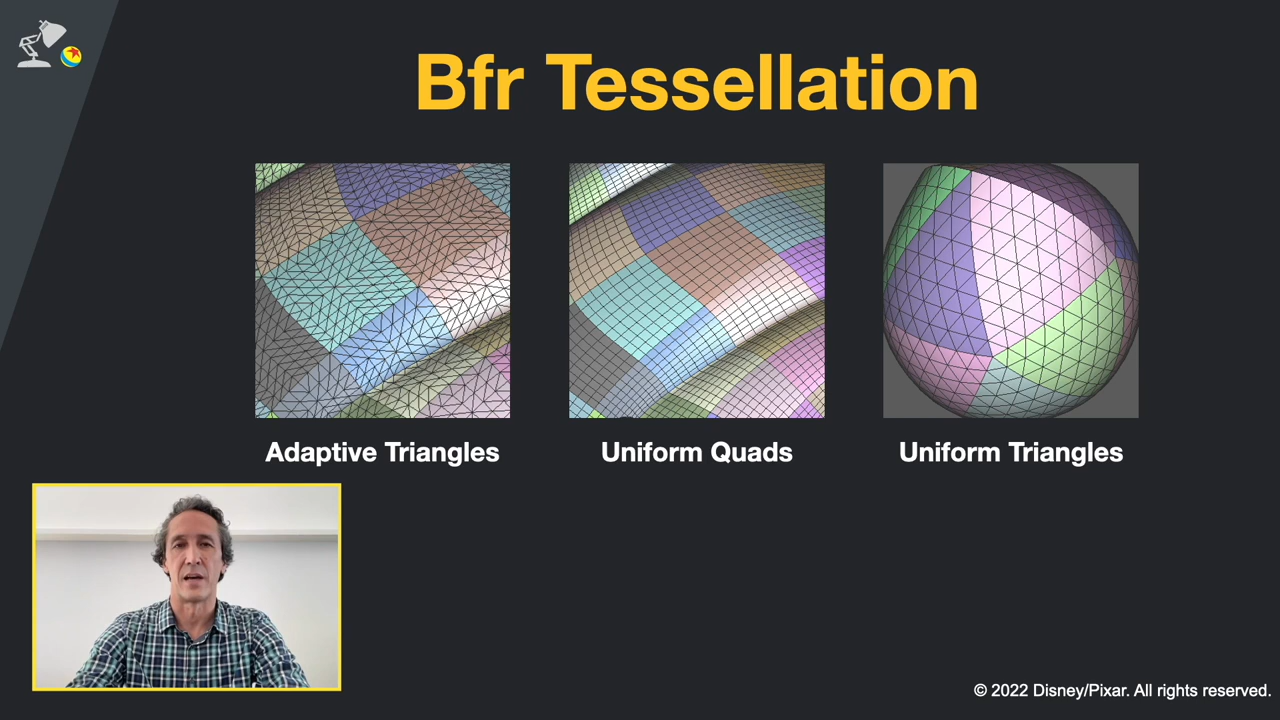 Bfr Tessellation
Adaptive Triangles
Uniform Quads
Uniform Triangles
© 2022 Disney/Pixar. All rights reserved.